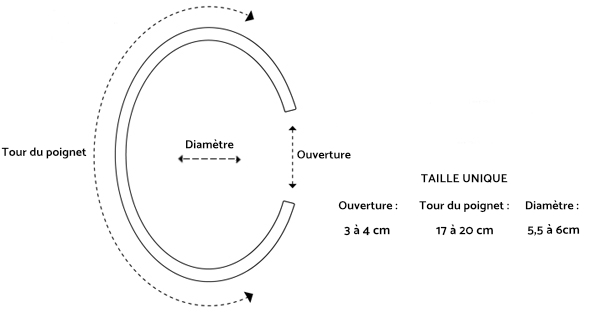 Tour du poignet
Diamètre
Ouverture
TAILLE UNIQUE
Ouverture : Tour du poignet : Diamètre :
3 à 4 cm 17 à 20 cm 5,5 à 6cm